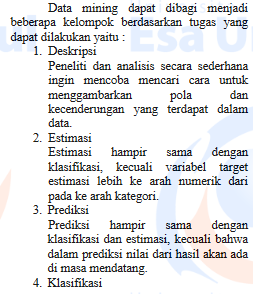 Data mining dapat dibagi menjadi
beberapa kelompok berdasarkan tugas yang
dapat dilakukan yaitu :
1. Deskripsi
Peneliti dan analisis secara sederhana
ingin mencoba mencari cara untuk
menggambarkan pola dan
kecenderungan yang terdapat dalam
data.
2. Estimasi
Estimasi hampir sama dengan
klasifikasi, kecuali variabel target
estimasi lebih ke arah numerik dari
pada ke arah kategori.
3. Prediksi
Prediksi hampir sama dengan
klasifikasi dan estimasi, kecuali bahwa
dalam prediksi nilai dari hasil akan ada
di masa mendatang.
4. Klasifikasi